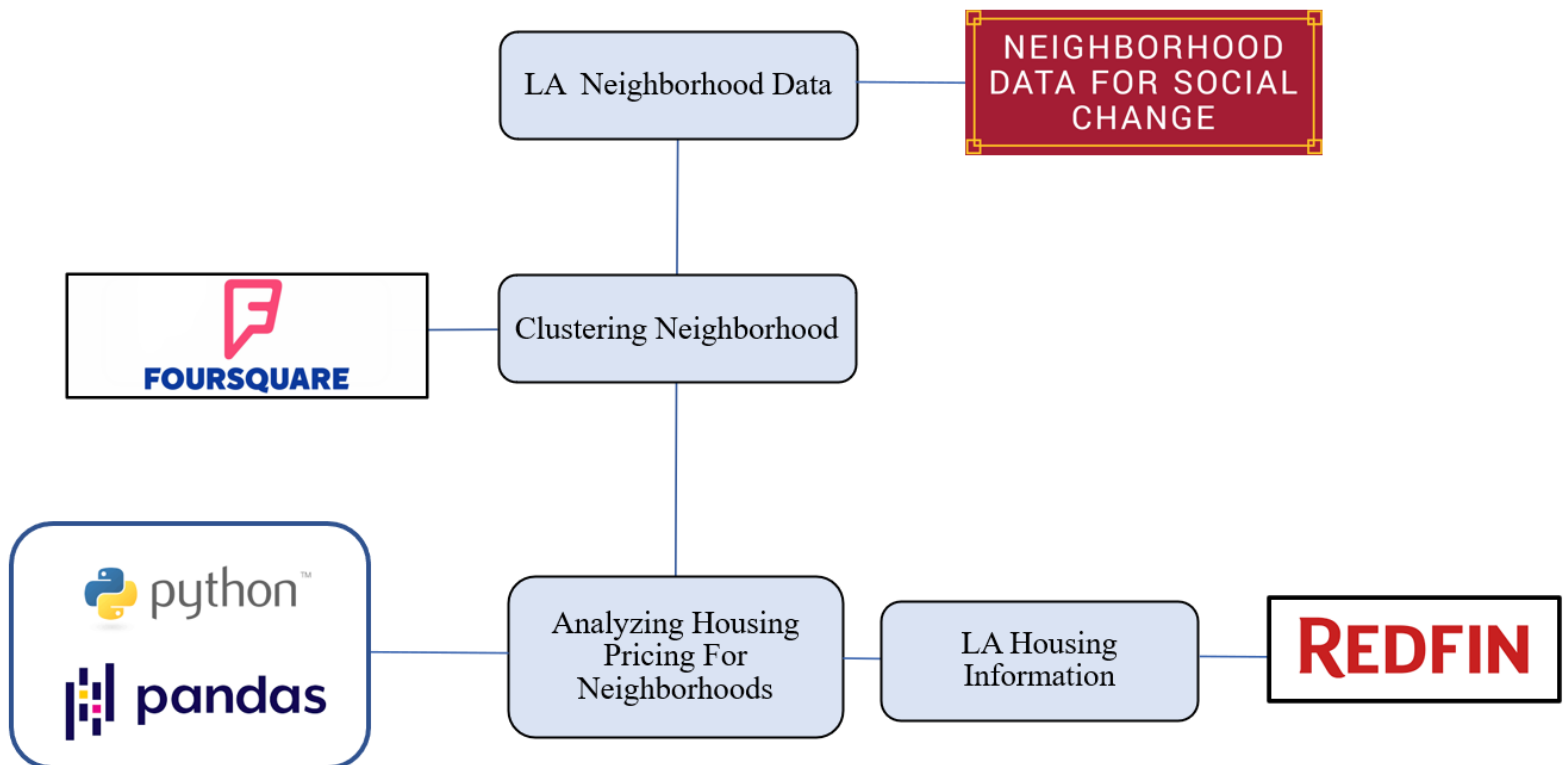 LA  Neighborhood Data
NEIGHBORHOOD
DATA FOR SOCIAL
CHANGE
FOURSQUARE
Clustering Neighborhood
python™
pandas
Analyzing Housing
Pricing For
Neighborhoods
LA Housing
Information
REDFIN